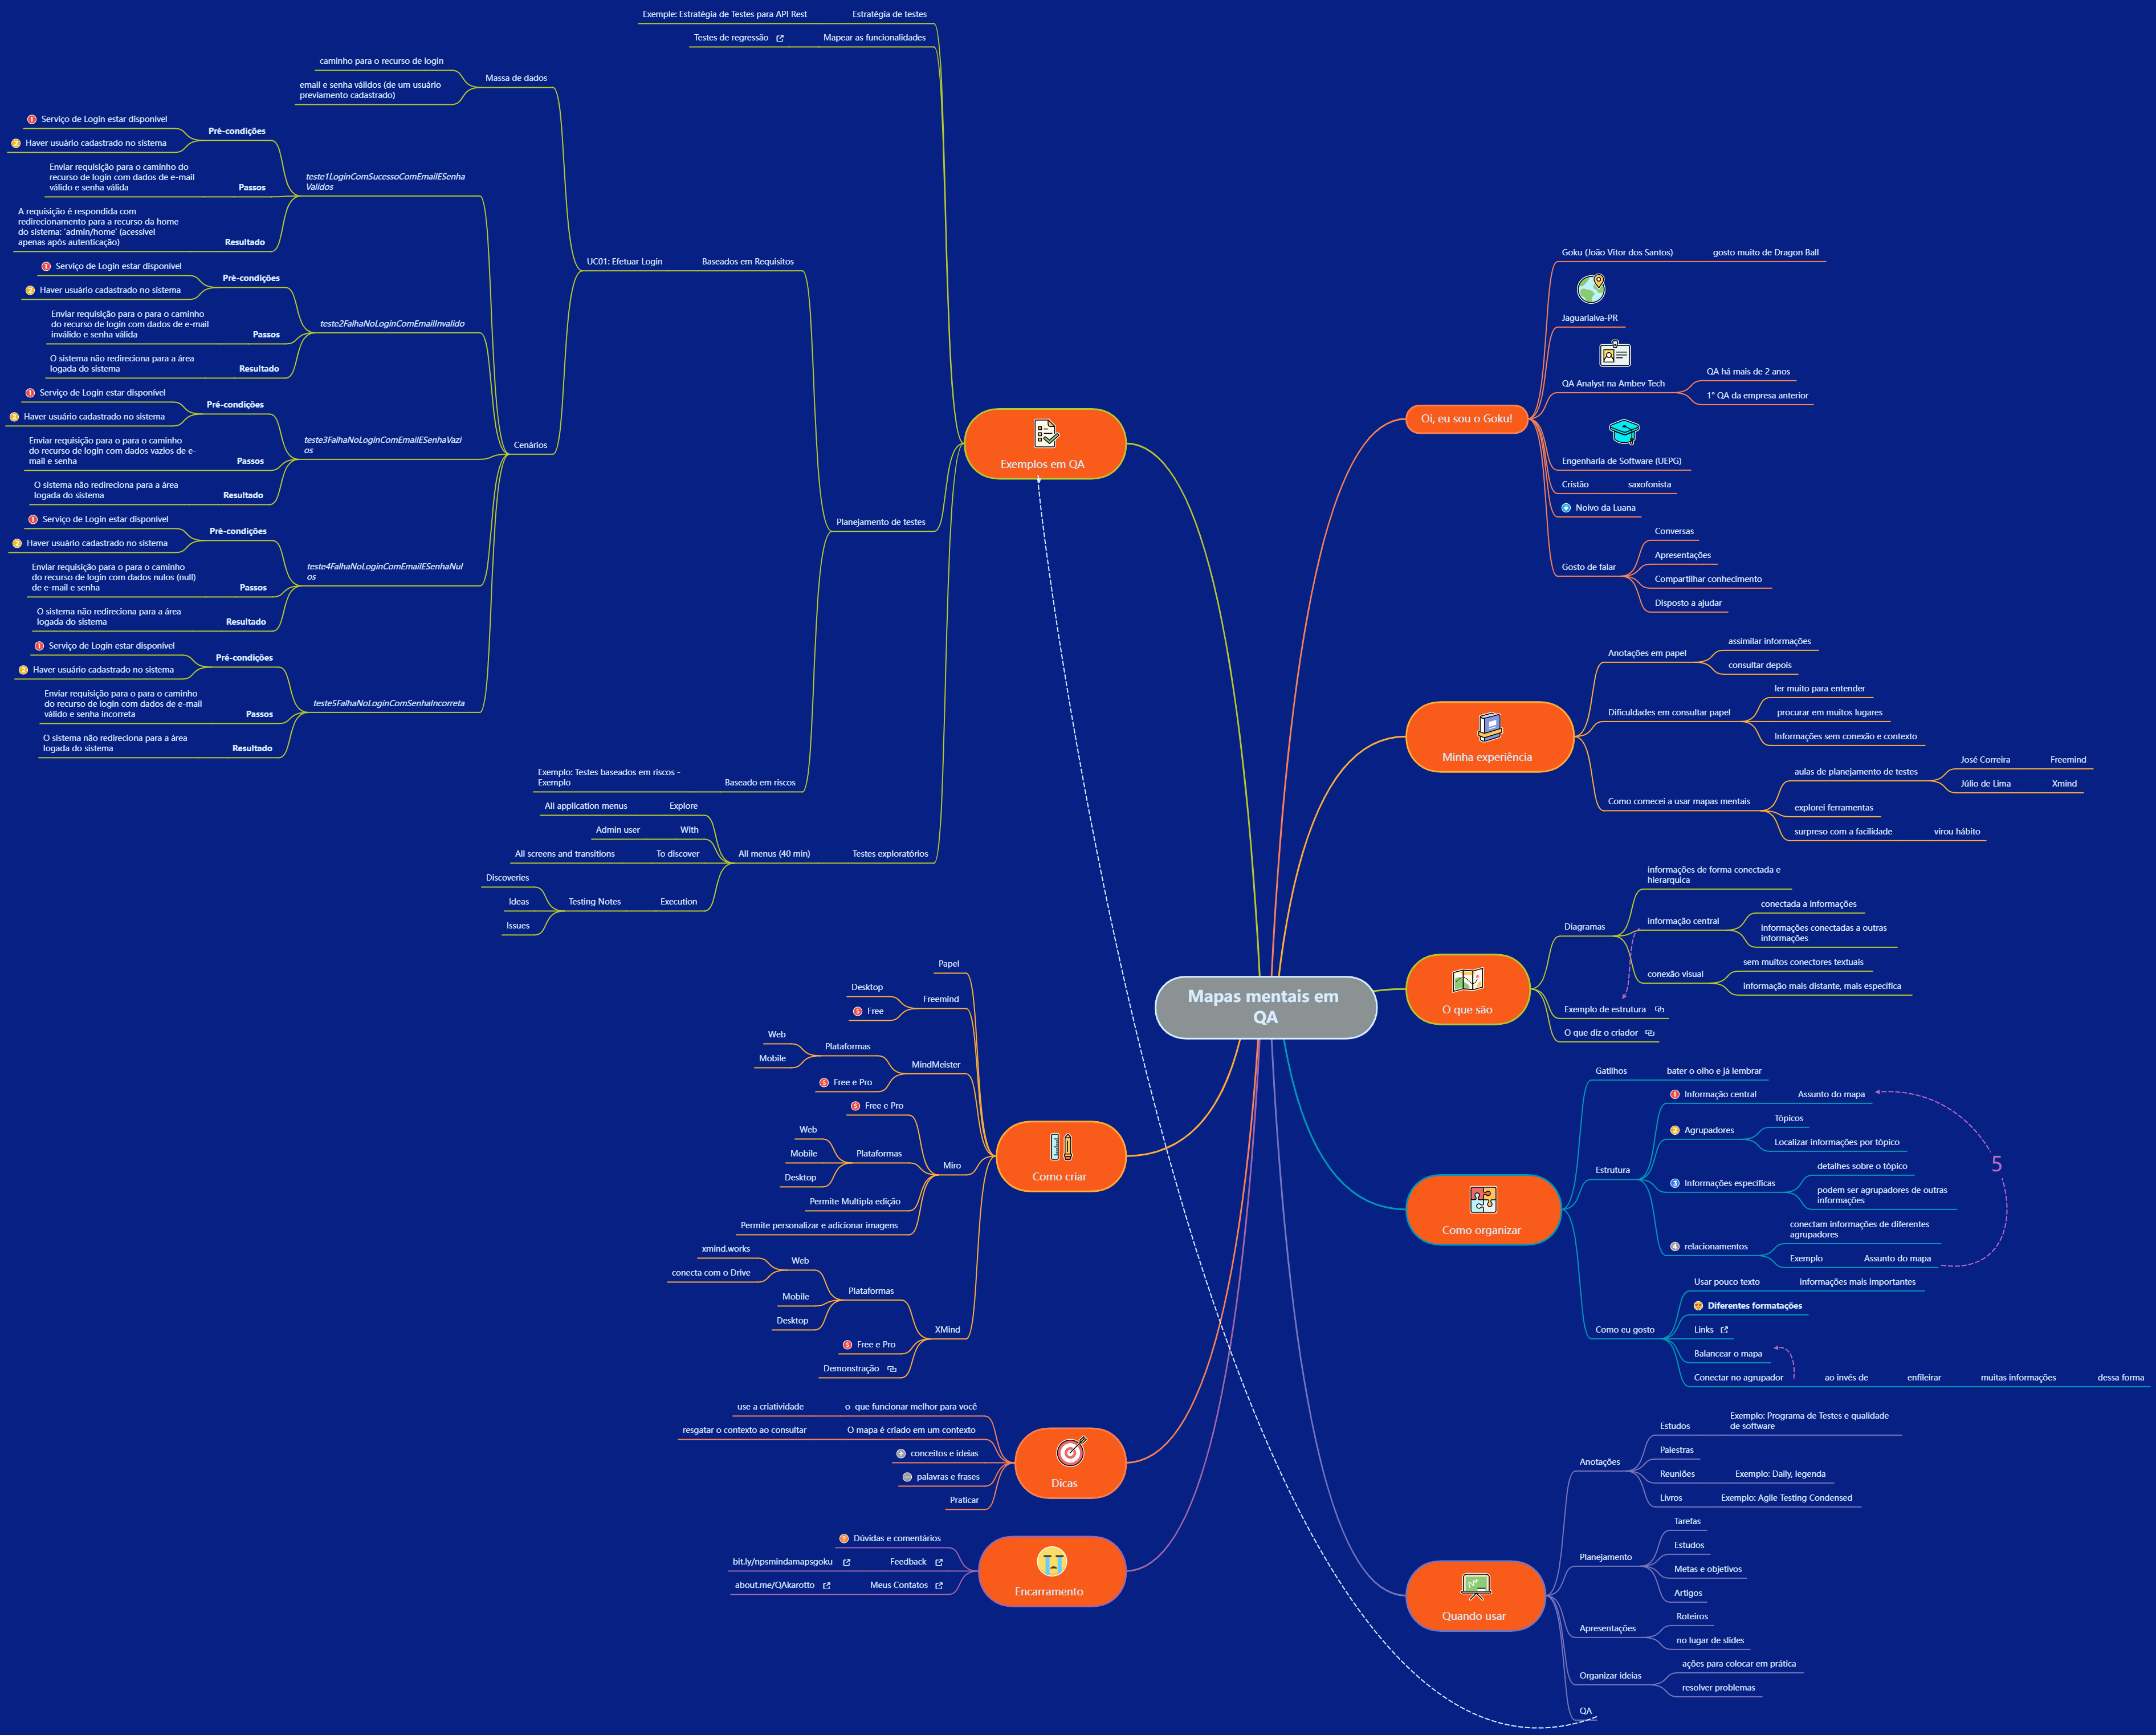 Mapas mentais em
QA
Oi, eu sou o Goku!
Goku (João Vitor dos Santos)
gosto muito de Dragon Ball
Jaguariaíva-PR
QA Analyst na Ambev Tech
QA há mais de 2 anos
1° QA da empresa anterior
Engenharia de Software (UEPG)
Cristão
saxofonista
Noivo da Luana
Gosto de falar
Conversas
Apresentações
Compartilhar conhecimento
Disposto a ajudar
Minha experiência
Anotações em papel
assimilar informações
consultar depois
Dificuldades em consultar papel
ler muito para entender
procurar em muitos lugares
Informações sem conexão e contexto
Como comecei a usar mapas mentais
aulas de planejamento de testes
José Correira
Freemind
Júlio de Lima
Xmind
explorei ferramentas
surpreso com a facilidade
virou hábito
O que são
Diagramas
informações de forma conectada e
hierarquica
informação central
conectada a informações
informações conectadas a outras
informações
conexão visual
sem muitos conectores textuais
informação mais distante, mais específica
Exemplo de estrutura
O que diz o criador
Como organizar
Gatilhos
bater o olho e já lembrar
Estrutura
1 Informação central
Assunto do mapa
2 Agrupadores
Tópicos
Localizar informações por tópico
3 Informações específicas
detalhes sobre o tópico
podem ser agrupadores de outras
informações
4 relacionamentos
conectam informações de diferentes
agrupadores
Exemplo
Assunto do mapa
5
Como eu gosto
Usar pouco texto
informações mais importantes
Diferentes formatações
Links
Balancear o mapa
Conectar no agrupador
ao invés de
enfileirar
muitas informações
dessa forma
Quando usar
Anotações
Estudos
Exemplo: Programa de Testes e qualidade
de software
Palestras
Reuniões
Exemplo: Daily, legenda
Livros
Exemplo: Agile Testing Condensed
Planejamento
Tarefas
Estudos
Metas e objetivos
Artigos
Apresentações
Roteiros
no lugar de slides
Organizar ideias
ações para colocar em prática
resolver problemas
QA
Exemplos em QA
Estratégia de testes
Exemple: Estratégia de Testes para API Rest
Mapear as funcionalidades
Testes de regressão
Planejamento de testes
Baseados em Requisitos
UC01: Efetuar Login
Massa de dados
caminho para o recurso de login
email e senha válidos (de um usuário
previamento cadastrado)
Cenários
teste1LoginComSucessoComEmailESenha
Validos
Pré-condições
1 Serviço de Login estar disponível
2 Haver usuário cadastrado no sistema
Passos
Enviar requisição para o caminho do
recurso de login com dados de e-mail
válido e senha válida
Resultado
A requisição é respondida com
redirecionamento para a recurso da home
do sistema: 'admin/home' (acessível
apenas após autenticação)
teste2FalhaNoLoginComEmailInvalido
Pré-condições
1 Serviço de Login estar disponível
2 Haver usuário cadastrado no sistema
Passos
Enviar requisição para o para o caminho
do recurso de login com dados de e-mail
inválido e senha válida
Resultado
O sistema não redireciona para a área
logada do sistema
teste3FalhaNoLoginComEmailESenhaVazi
os
Pré-condições
1 Serviço de Login estar disponível
2 Haver usuário cadastrado no sistema
Passos
Enviar requisição para o para o caminho
do recurso de login com dados vazios de e-
mail e senha
Resultado
O sistema não redireciona para a área
logada do sistema
teste4FalhaNoLoginComEmailESenhaNul
os
Pré-condições
1 Serviço de Login estar disponível
2 Haver usuário cadastrado no sistema
Passos
Enviar requisição para o para o caminho
do recurso de login com dados nulos (null)
de e-mail e senha
Resultado
O sistema não redireciona para a área
logada do sistema
teste5FalhaNoLoginComSenhaIncorreta
Pré-condições
1 Serviço de Login estar disponível
2 Haver usuário cadastrado no sistema
Passos
Enviar requisição para o para o caminho
do recurso de login com dados de e-mail
válido e senha incorreta
Resultado
O sistema não redireciona para a área
logada do sistema
Baseado em riscos
Exemplo: Testes baseados em riscos -
Exemplo
Testes exploratórios
All menus (40 min)
Explore
All application menus
With
Admin user
To discover
All screens and transitions
Execution
Testing Notes
Discoveries
Ideas
Issues
Como criar
Papel
Freemind
Desktop
$ Free
MindMeister
Plataformas
Web
Mobile
$ Free e Pro
Miro
$ Free e Pro
Plataformas
Web
Mobile
Desktop
Permite Multipla edição
Permite personalizar e adicionar imagens
XMind
Plataformas
Web
xmind.works
conecta com o Drive
Mobile
Desktop
$ Free e Pro
Demonstração
Dicas
o que funcionar melhor para você
use a criatividade
O mapa é criado em um contexto
resgatar o contexto ao consultar
+ conceitos e ideias
- palavras e frases
Praticar
Encarramento
? Dúvidas e comentários
Feedback
bit.ly/npsmindamapsgoku
Meus Contatos
about.me/QAkarotto